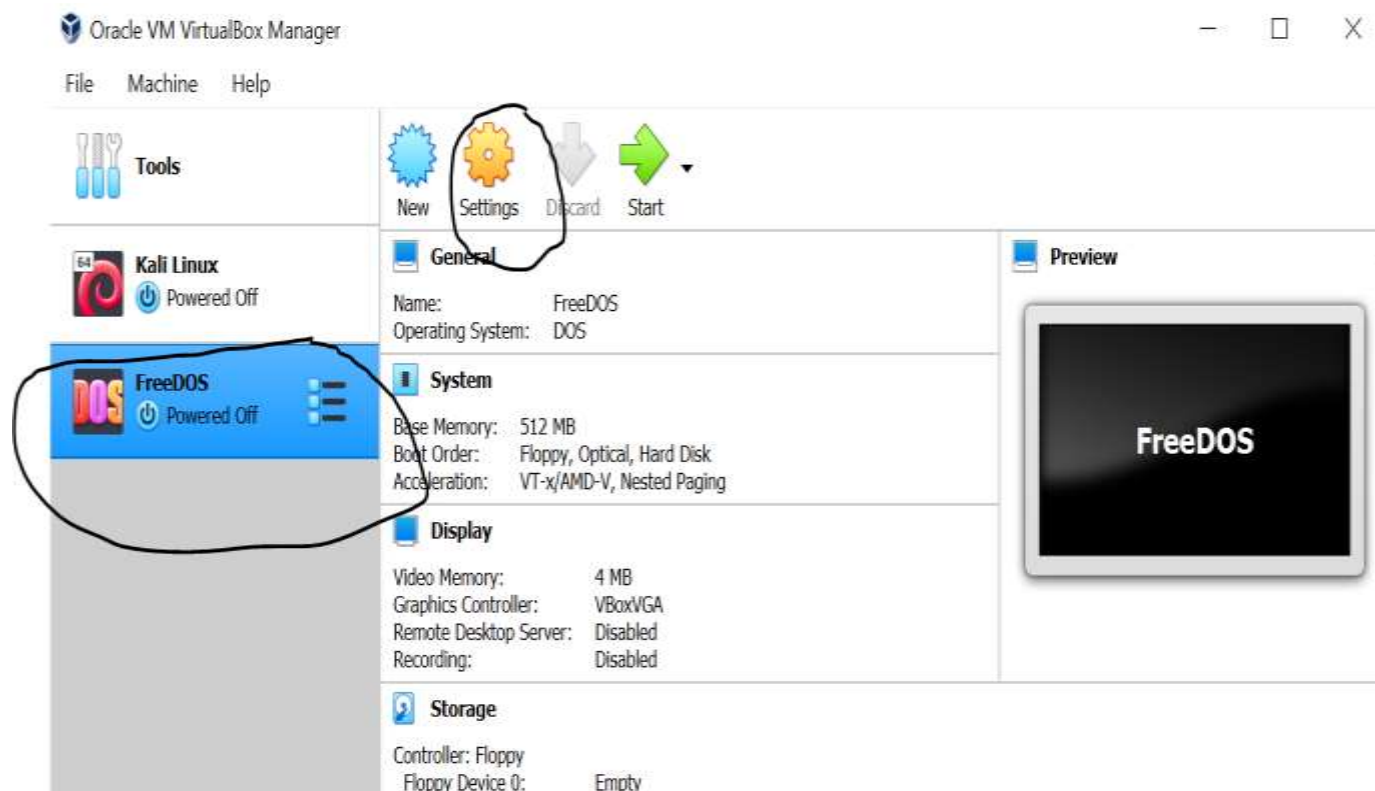 Oracle VM VirtualBox Manager
File Machine Help
Tools
New Settings Discard Start
64
Kali Linux
Powered Off
DOS
FreeDOS
Powered Off
General
Name: FreeDOS
Operating System: DOS
System
Base Memory: 512 MB
Boot Order: Floppy, Optical, Hard Disk
Acceleration: VT-x/AMD-V, Nested Paging
Display
Video Memory: 4 MB
Graphics Controller: VBoxVGA
Remote Desktop Server: Disabled
Recording: Disabled
Storage
Controller: Floppy
Floppy Device 0: Empty
Preview
FreeDOS